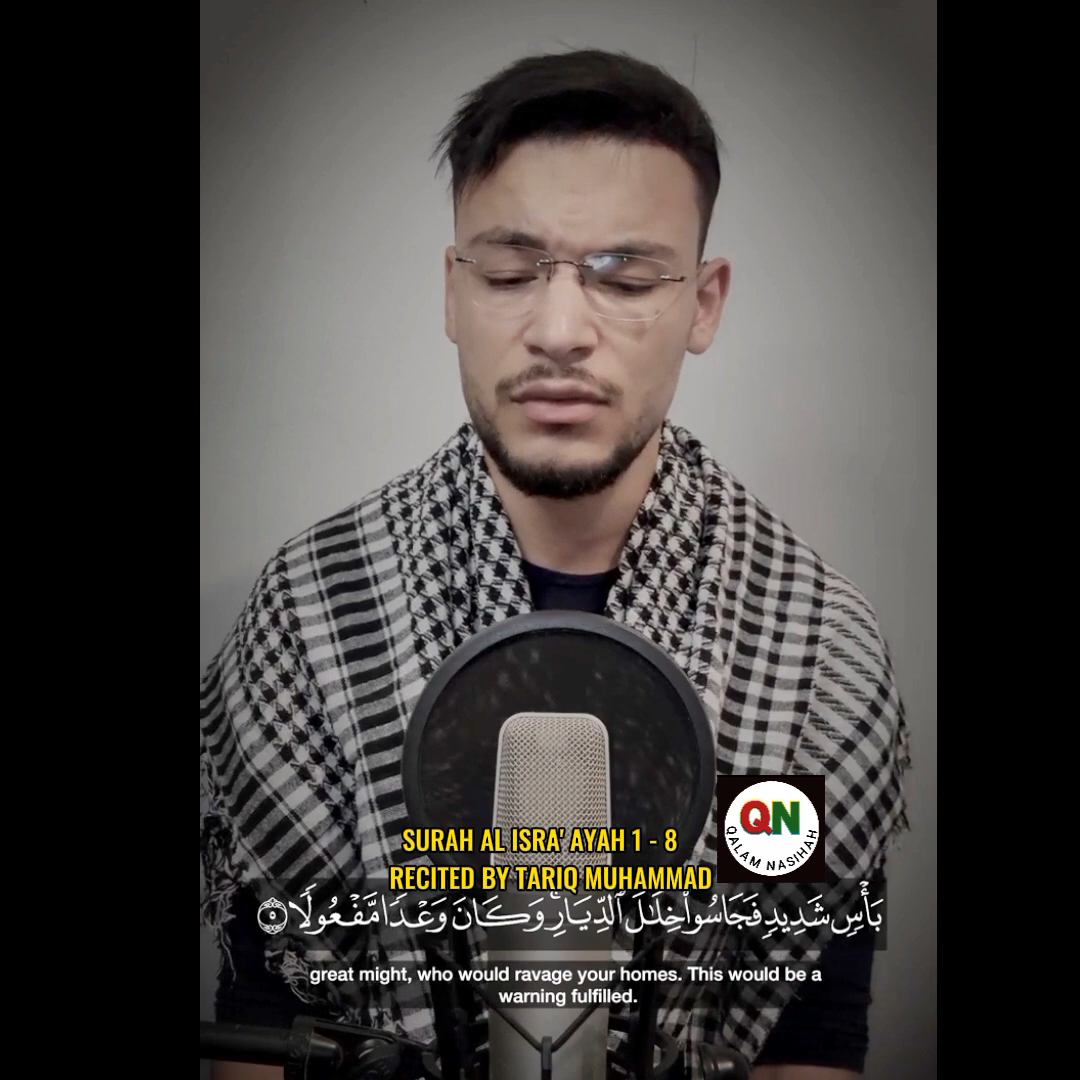 QN
QALAM NASIHAH
SURAH AL ISRA' AYAH 1 - 8
RECITED BY TARIQ MUHAMMAD
بَأْسٍ شَدِيدٍ فَجَاسُوا۟ خِلَٰلَ ٱلدِّيَارِ ۚ وَكَانَ وَعْدًا مَّفْعُولًا ٥
great might, who would ravage your homes. This would be a
warning fulfilled.